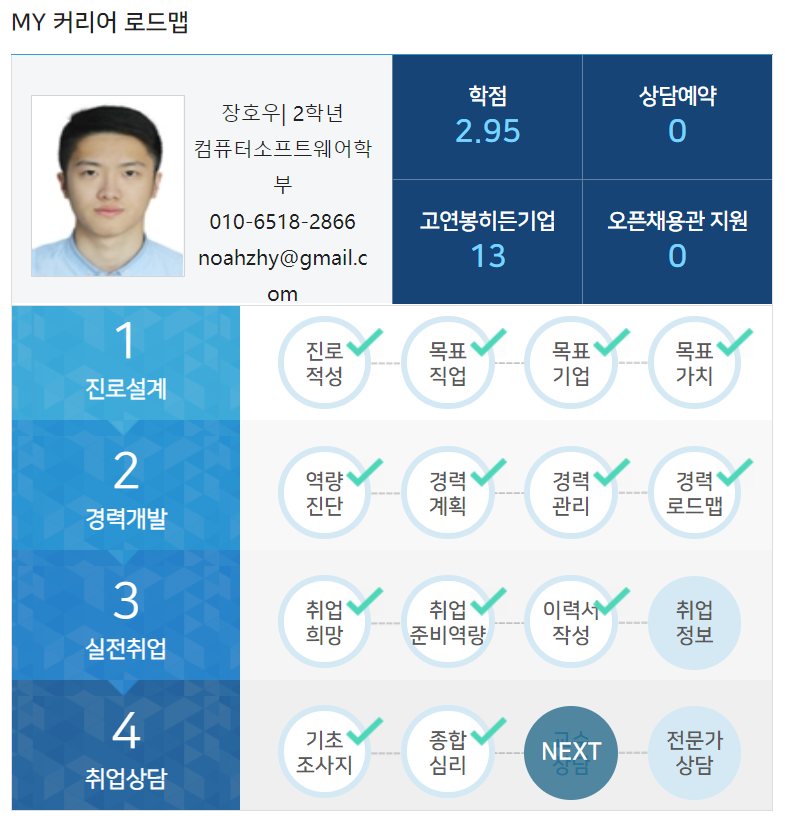 MY 커리어 로드맵
장호우| 2학년
컴퓨터소프트웨어학
부
010-6518-2866
noahzhy@gmail.c
om
학점
2.95
상담예약
0
고연봉히든기업
13
오픈채용관 지원
0
1
진로설계
진로
적성
목표
직업
목표
기업
목표
가치
2
경력개발
역량
진단
경력
계획
경력
관리
경력
로드맵
3
실전취업
취업
희망
취업
준비역량
이력서
작성
취업
정보
4
취업상담
기초
조사지
종합
심리
교수
NEXT
상담
전문가
상담